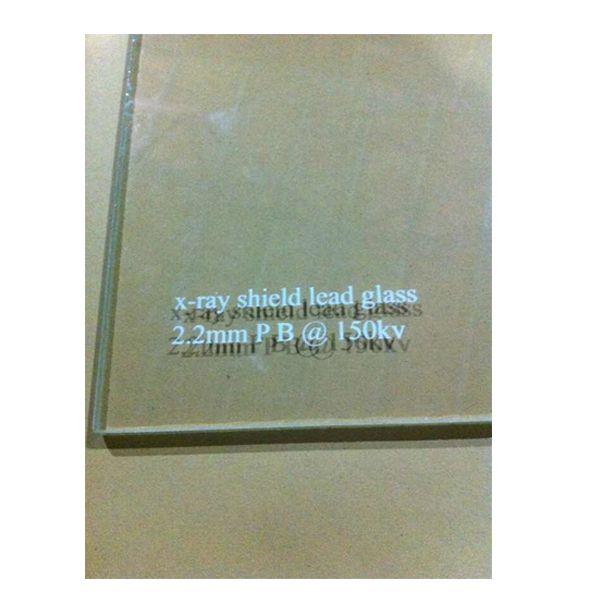 x-ray shield lead glass
2.2mm P B @ 150kv